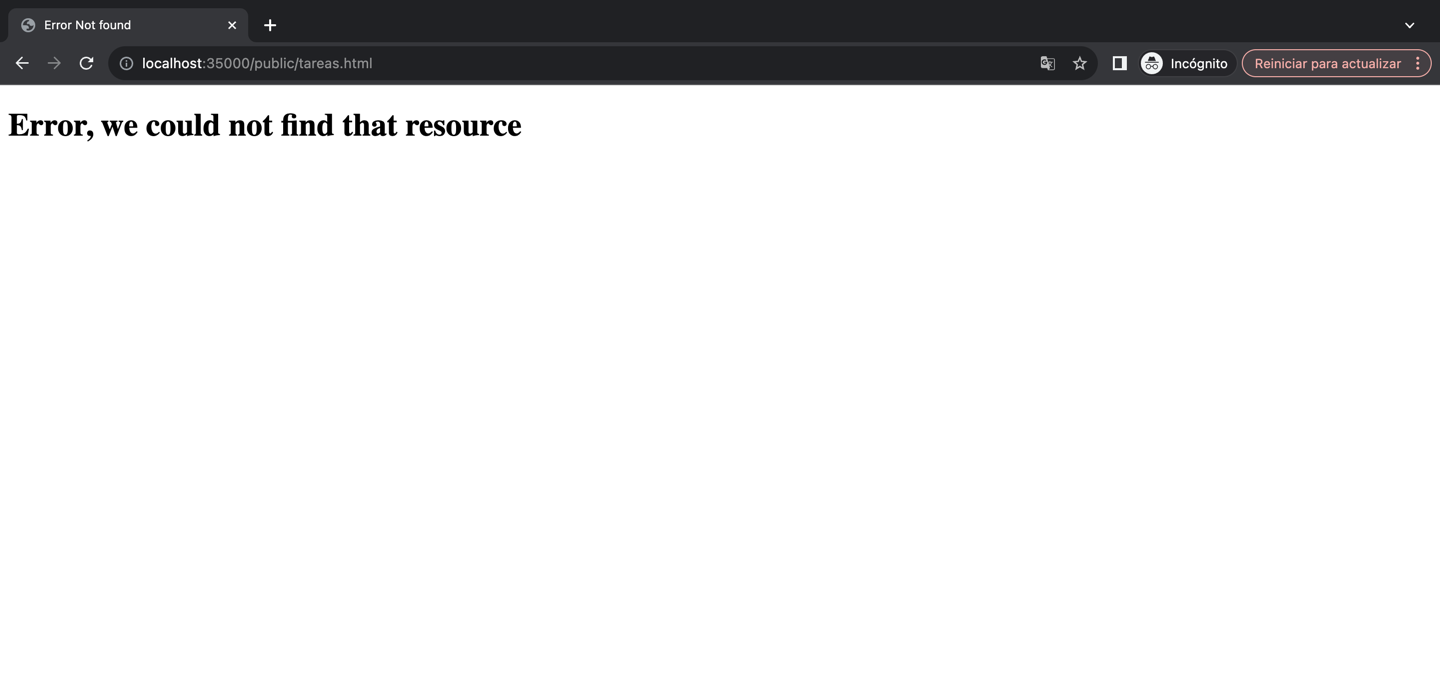 Error Not found
localhost:35000/public/tareas.html
Incógnito
Reiniciar para actualizar
Error, we could not find that resource